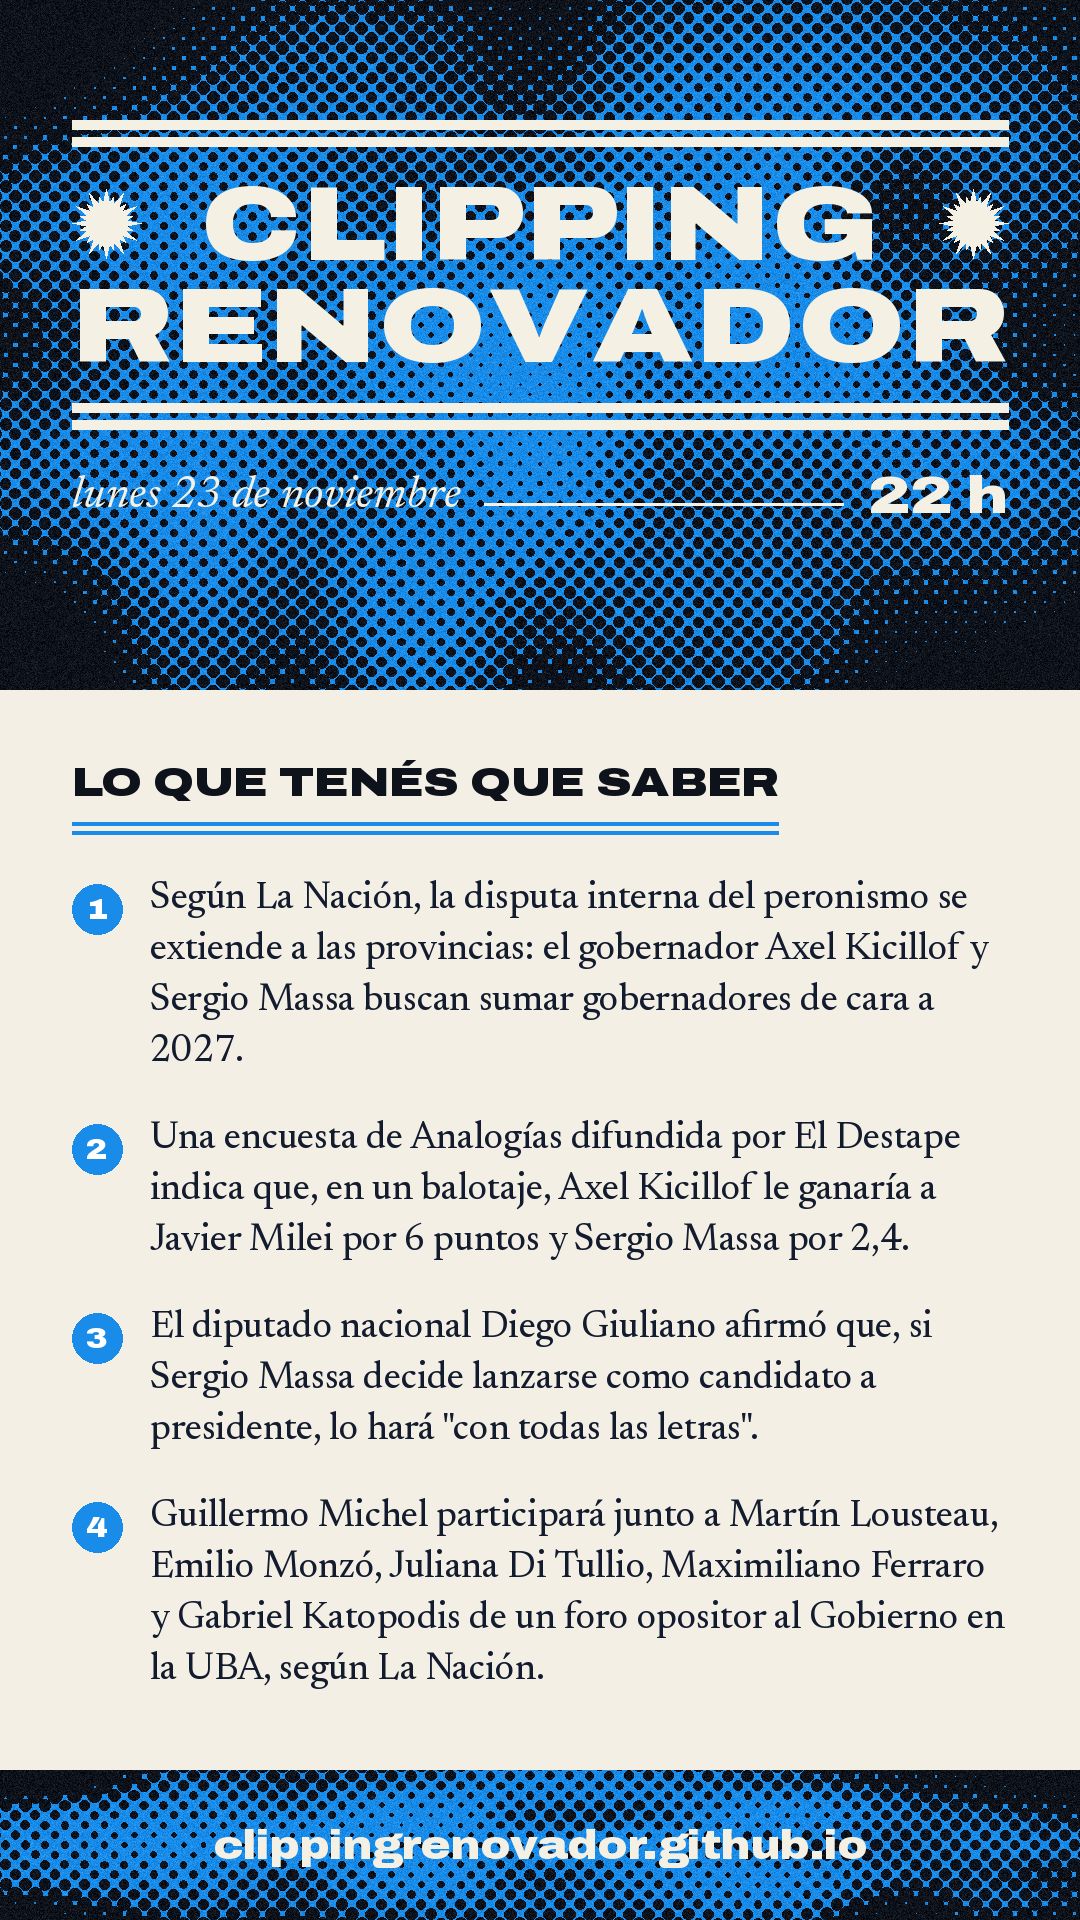 CLIPPING
RENOVADOR
lunes 23 de noviembre 22 h
LO QUE TENÉS QUE SABER
1 Según La Nación, la disputa interna del peronismo se
extiende a las provincias: el gobernador Axel Kicillof y
Sergio Massa buscan sumar gobernadores de cara a
2027.
2 Una encuesta de Analogías difundida por El Destape
indica que, en un balotaje, Axel Kicillof le ganaría a
Javier Milei por 6 puntos y Sergio Massa por 2,4.
3 El diputado nacional Diego Giuliano afirmó que, si
Sergio Massa decide lanzarse como candidato a
presidente, lo hará "con todas las letras".
4 Guillermo Michel participará junto a Martín Lousteau,
Emilio Monzó, Juliana Di Tullio, Maximiliano Ferraro
y Gabriel Katopodis de un foro opositor al Gobierno en
la UBA, según La Nación.
clippingrenovador.github.io